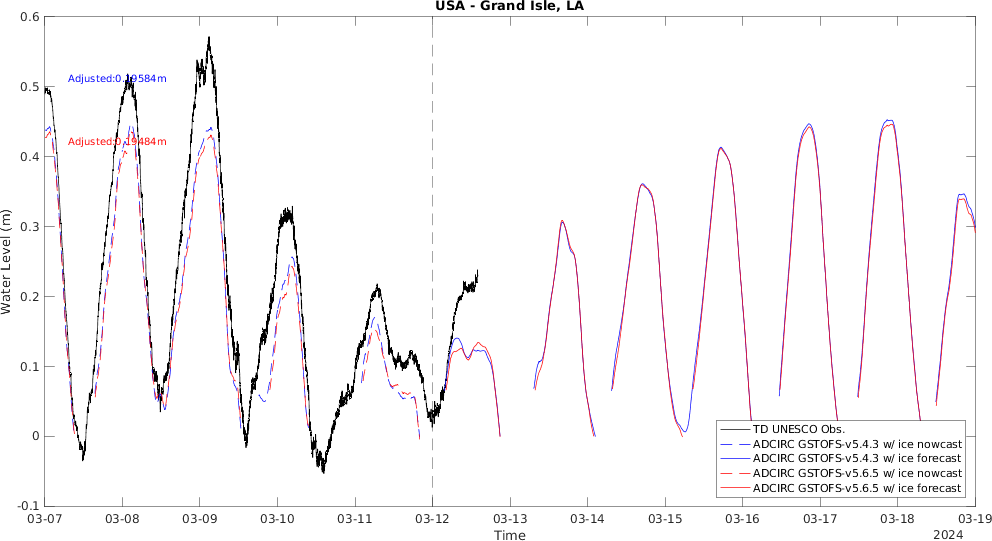 USA - Grand Isle, LA
0.6
0.5
0.4
0.3
0.2
0.1
0
-0.1
Water Level (m)
Adjusted:0.19584m
Adjusted:0.19484m
TD UNESCO Obs.
ADCIRC GSTOFS-v5.4.3 w/ ice nowcast
ADCIRC GSTOFS-v5.4.3 w/ ice forecast
ADCIRC GSTOFS-v5.6.5 w/ ice nowcast
ADCIRC GSTOFS-v5.6.5 w/ ice forecast
03-07 03-08 03-09 03-10 03-11 03-12 03-13 03-14 03-15 03-16 03-17 03-18 03-19
Time
2024